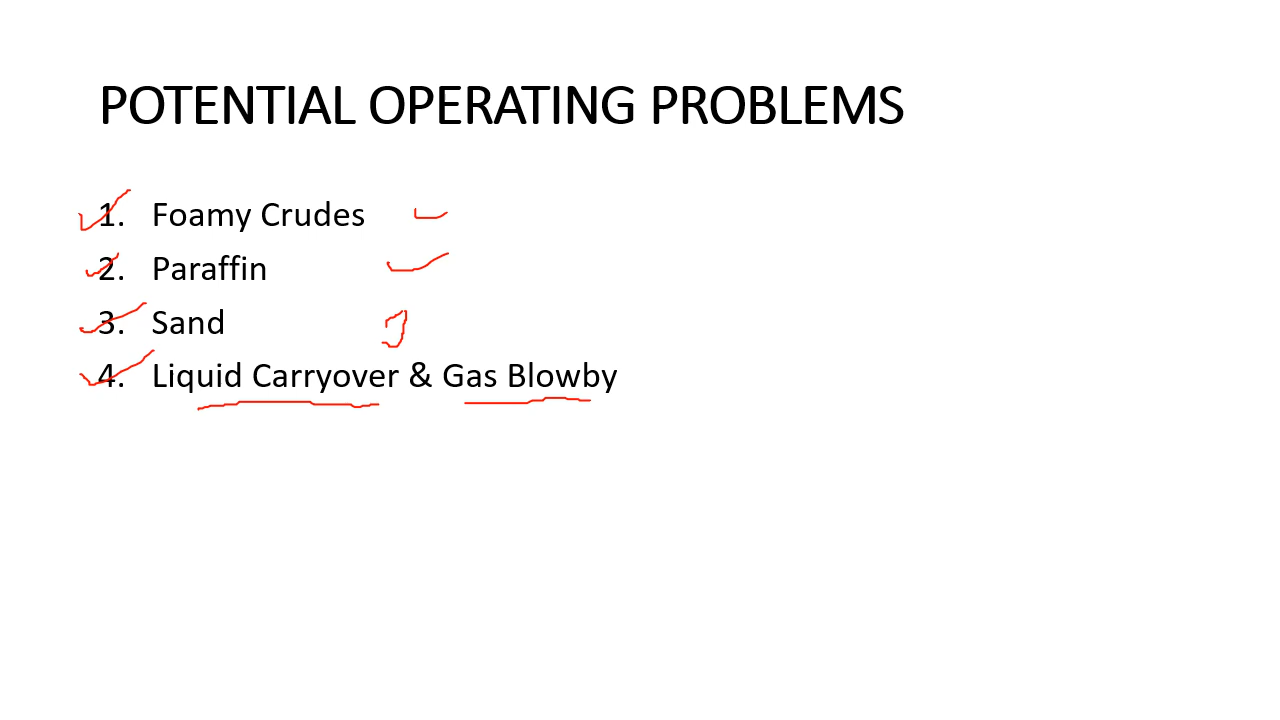 POTENTIAL OPERATING PROBLEMS
1. Foamy Crudes
2. Paraffin
3. Sand
4. Liquid Carryover & Gas Blowby